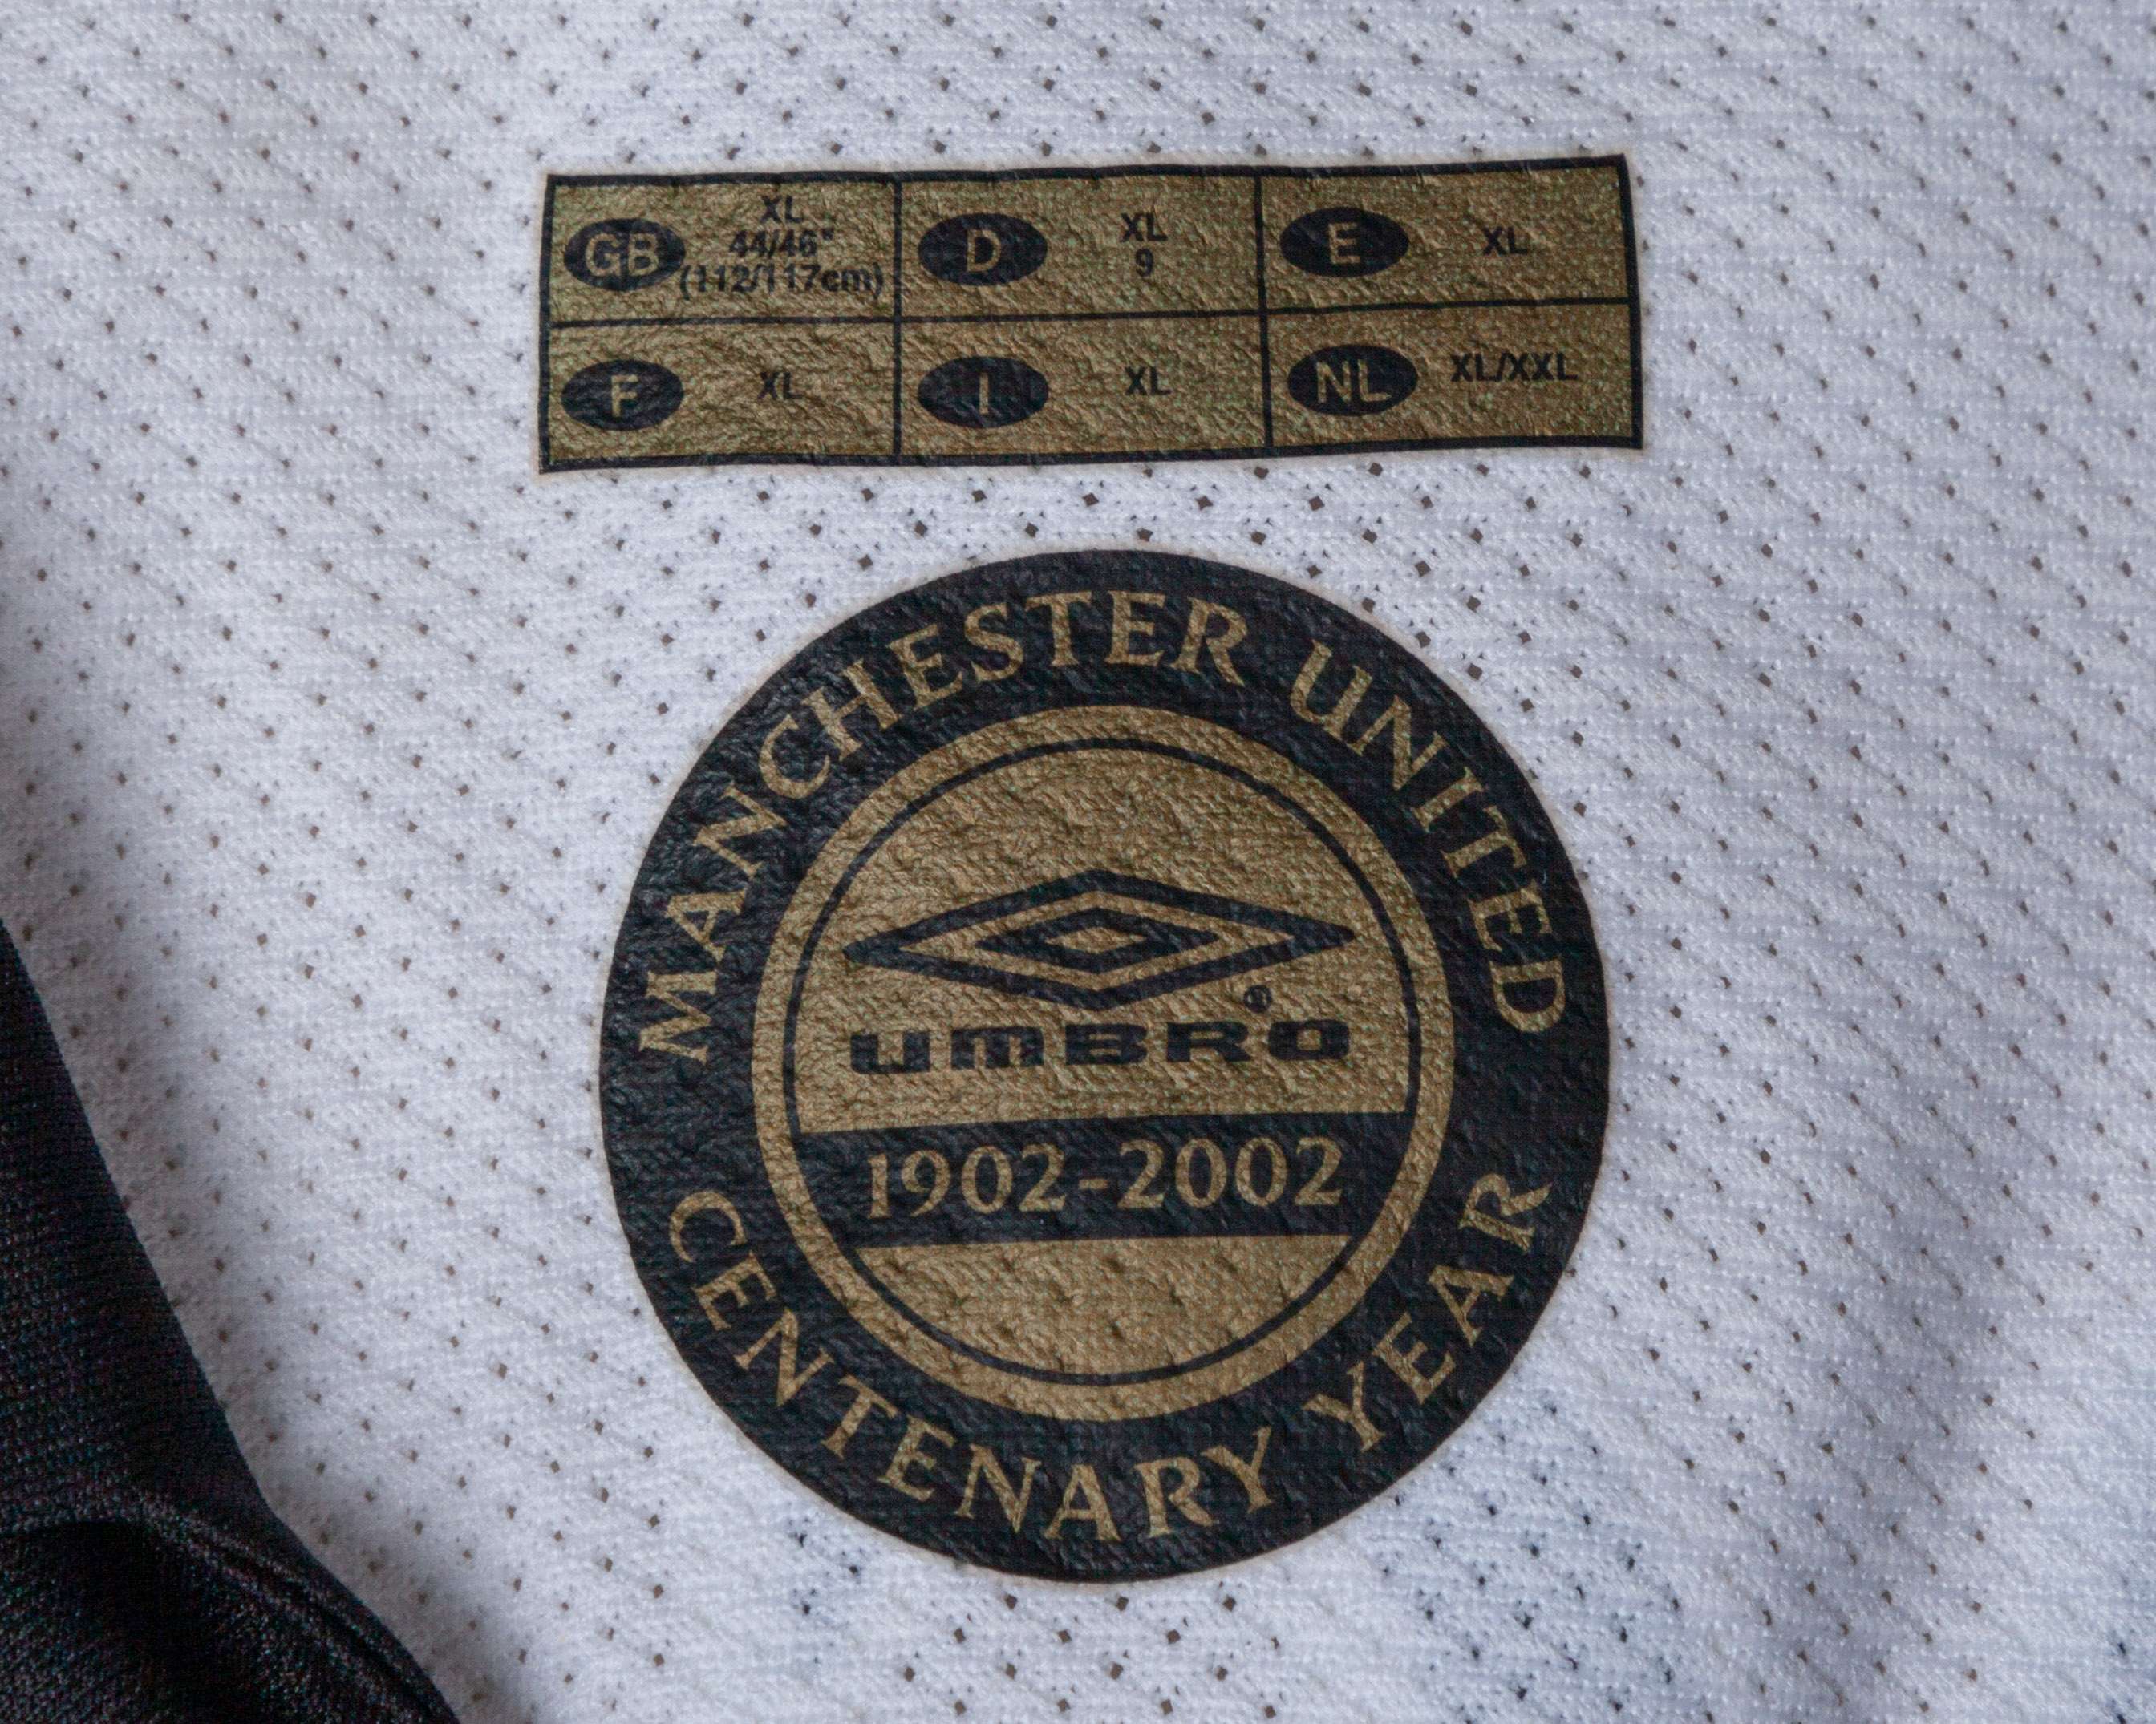 GB XL
44/46"
(112/117cm)
D XL
9
E XL
F XL
I XL
NL XL/XXL
MANCHESTER UNITED
®
UMBRO
1902-2002
CENTENARY YEAR